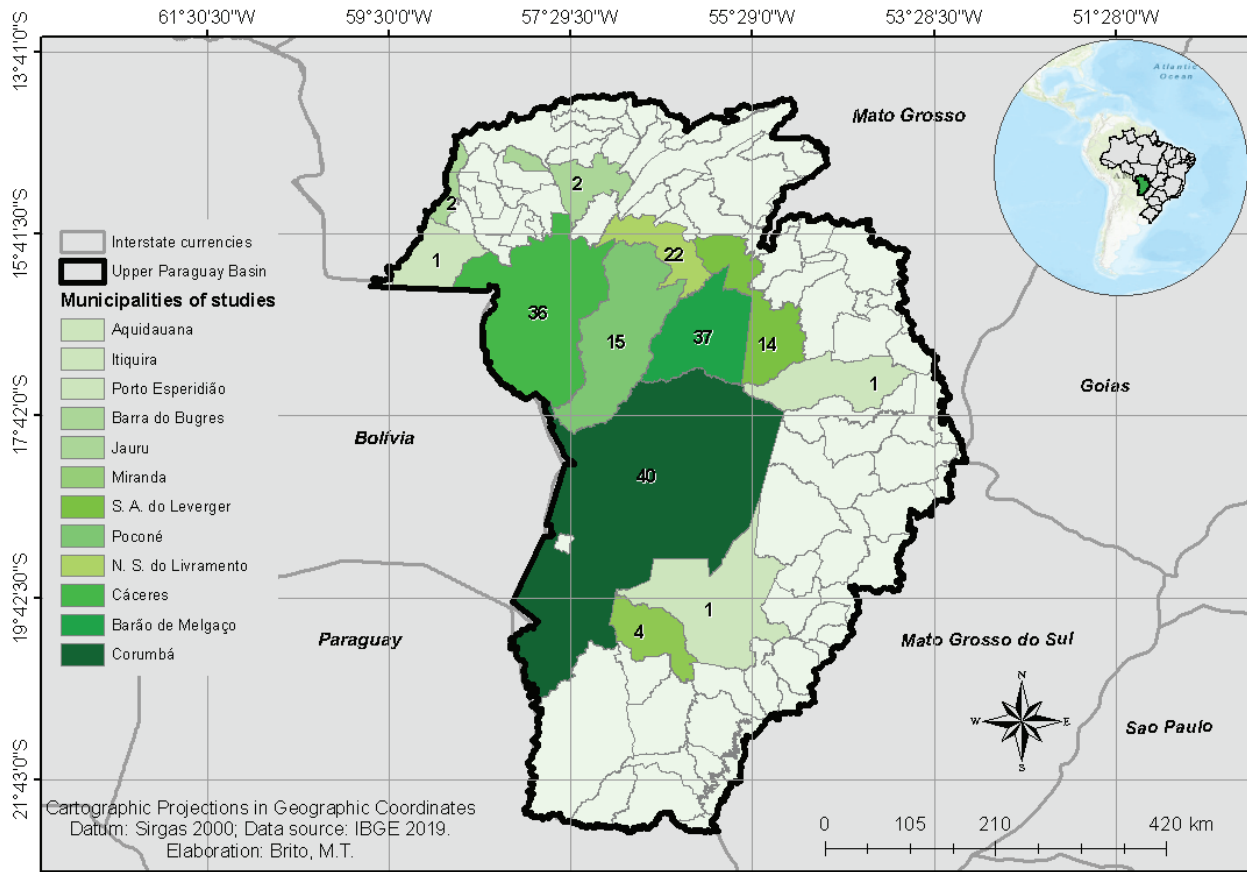 61°30'30"W
59°30'0"W
57°29'30"W
55°29'0"W
53°28'30"W
51°28'0"W
13°41'0"S
15°41'30"S
17°42'0"S
19°42'30"S
21°43'0"S
Atlantic
Ocean
Mato Grosso
Goias
Bolívia
Paraguay
Mato Grosso do Sul
Sao Paulo
2
2
1
22
36
15
37
14
1
40
1
4
Interstate currencies
Upper Paraguay Basin
Municipalities of studies
Aquidauana
Itiquira
Porto Esperidião
Barra do Bugres
Jauru
Miranda
S. A. do Leverger
Poconé
N. S. do Livramento
Cáceres
Barão de Melgaço
Corumbá
N
W
E
S
Cartographic Projections in Geographic Coordinates
Datum: Sirgas 2000; Data source: IBGE 2019.
Elaboration: Brito, M.T.
0 105 210 420 km